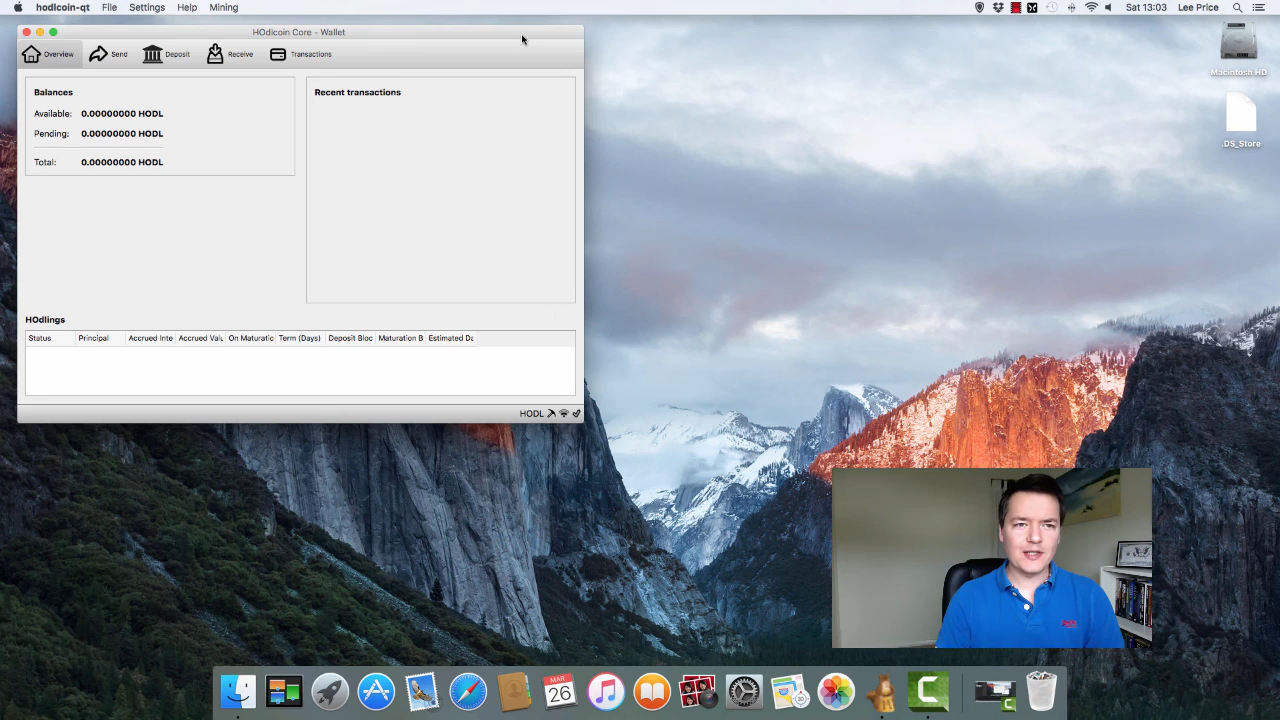 hodlcoin-qt File Settings Help Mining Sat 13:03 Lee Price
HOdlcoin Core - Wallet
Overview Send Deposit Receive Transactions
Balances
Available: 0.00000000 HODL
Pending: 0.00000000 HODL
Total: 0.00000000 HODL
Recent transactions
HOdlings
Status Principal Accrued Inte Accrued Valu On Maturatic Term (Days) Deposit Bloc Maturation B Estimated Da
HODL
Macintosh HD
.DS_Store
MAR
26